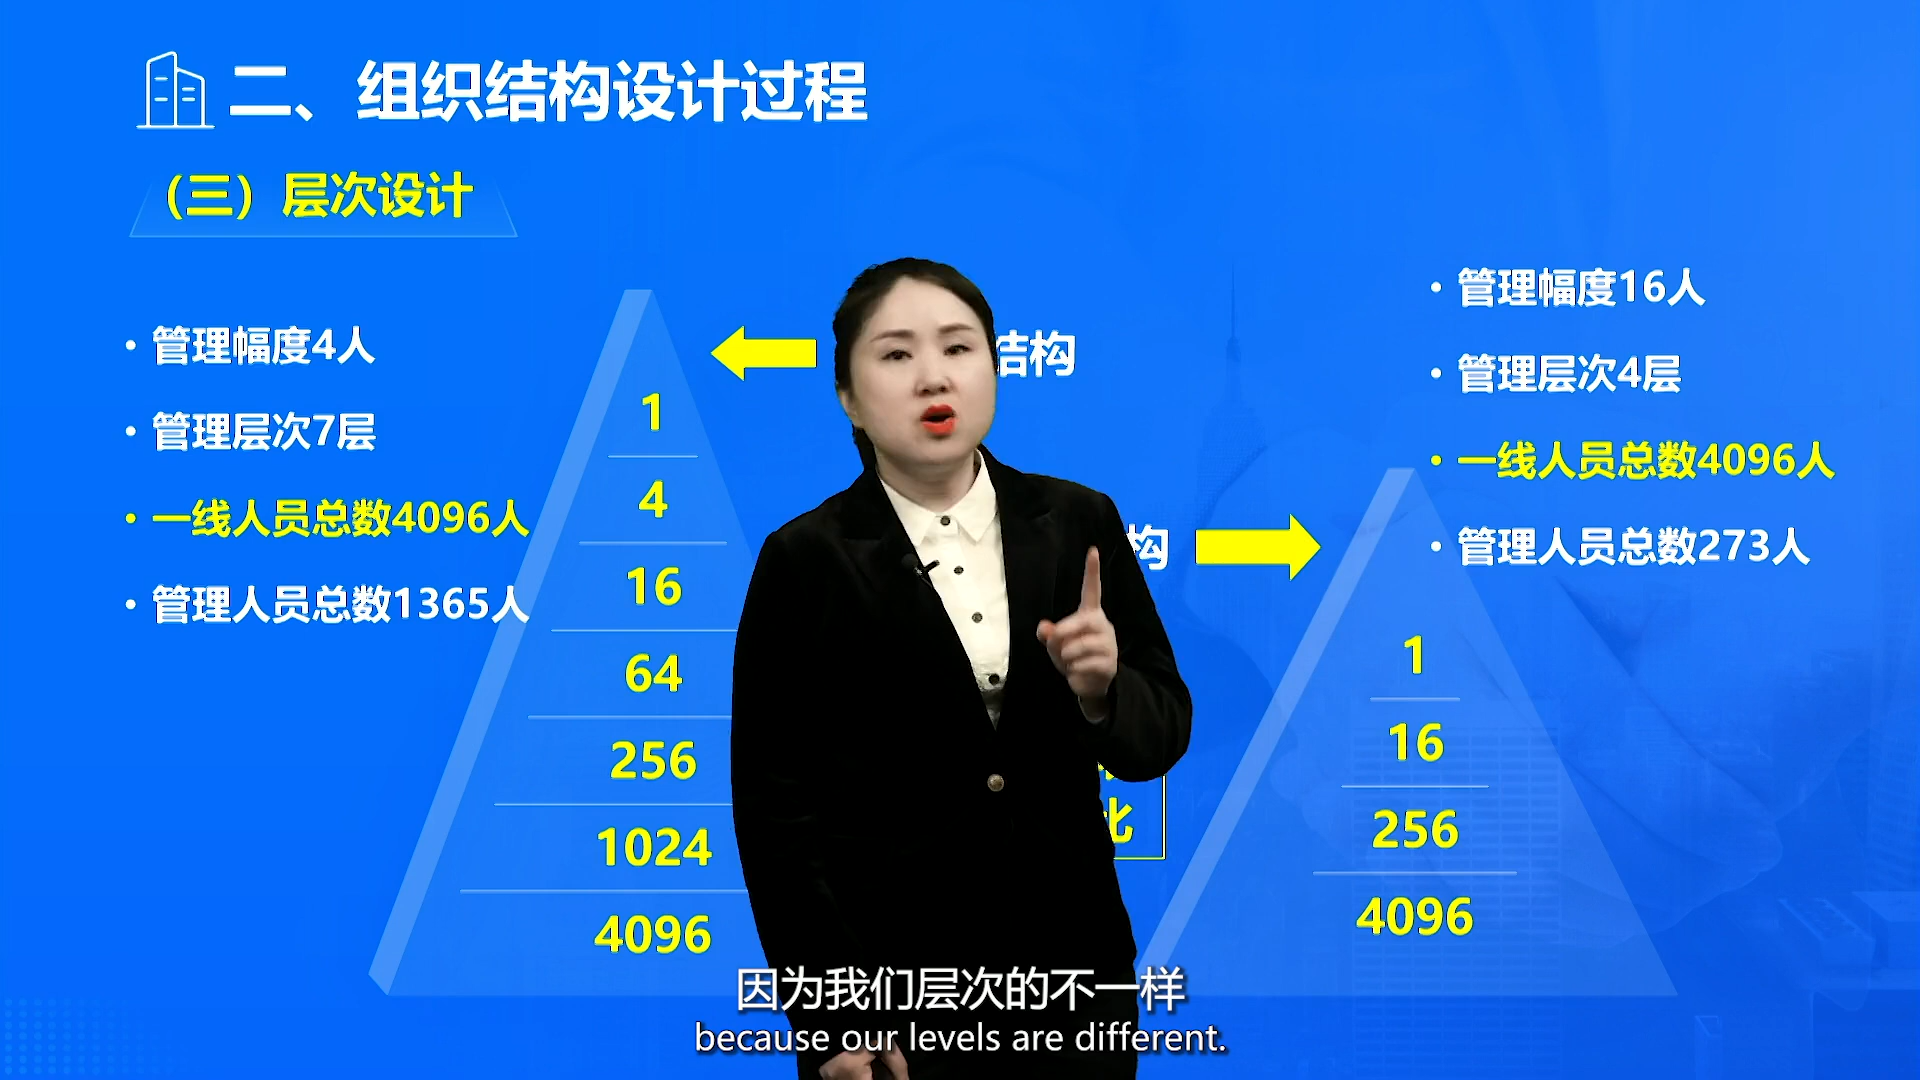 二、组织结构设计过程
（三）层次设计
• 管理幅度4人
• 管理层次7层
• 一线人员总数4096人
• 管理人员总数1365人
1
4
16
64
256
1024
4096
结构
构
比
• 管理幅度16人
• 管理层次4层
• 一线人员总数4096人
• 管理人员总数273人
1
16
256
4096
因为我们层次的不一样
because our levels are different.